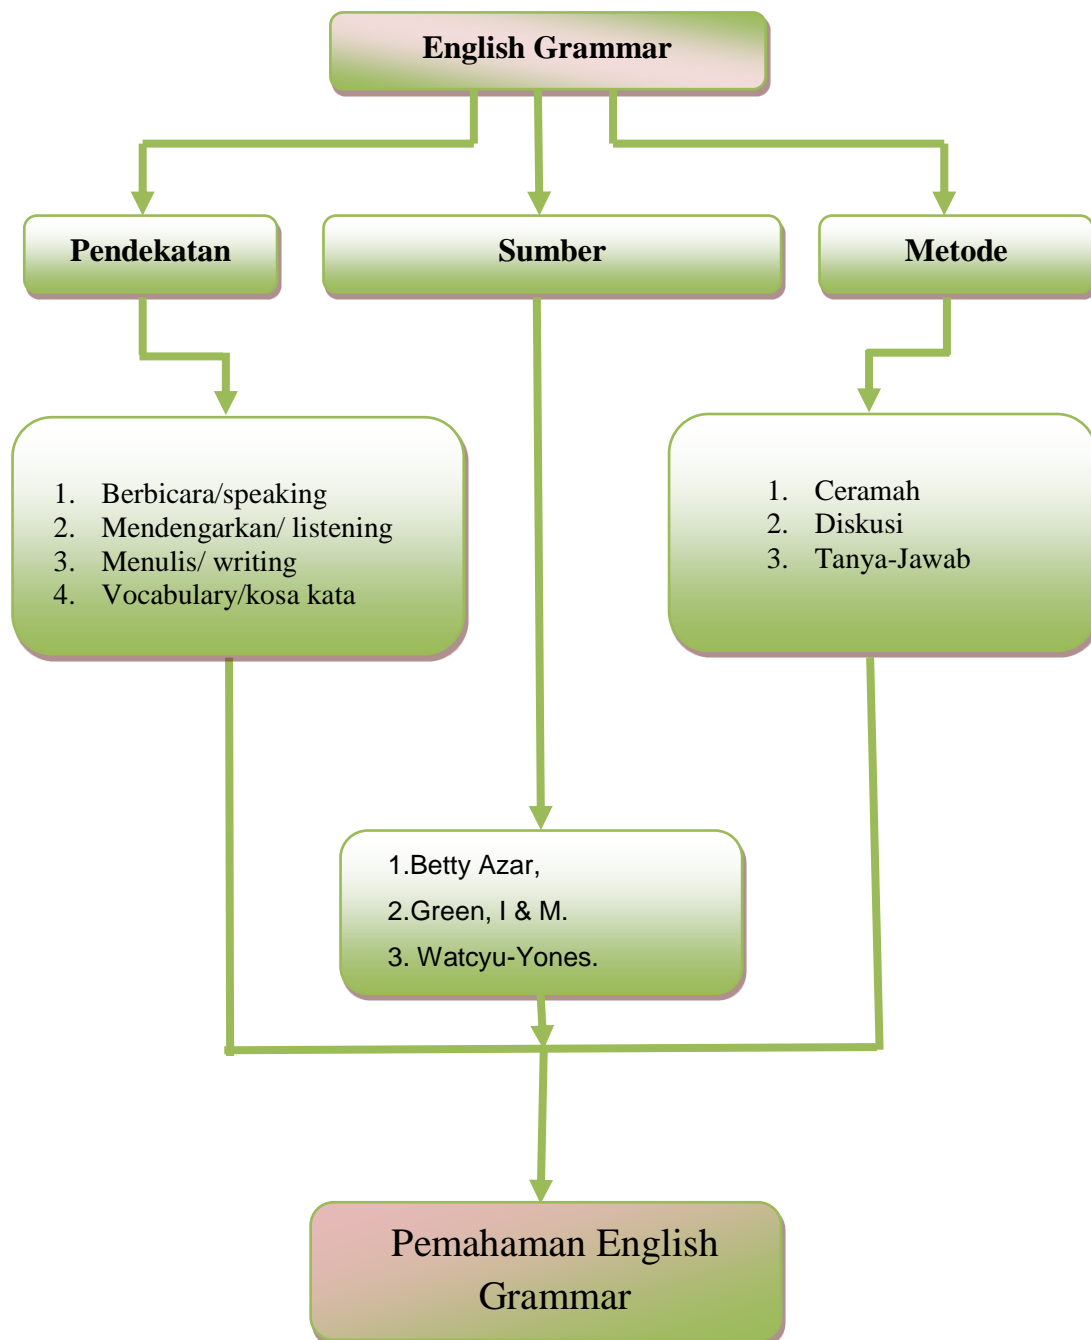 English Grammar
Pendekatan
Sumber
Metode
1. Berbicara/speaking
2. Mendengarkan/ listening
3. Menulis/ writing
4. Vocabulary/kosa kata
1. Ceramah
2. Diskusi
3. Tanya-Jawab
1.Betty Azar,
2.Green, I & M.
3. Watcyu-Yones.
Pemahaman English
Grammar